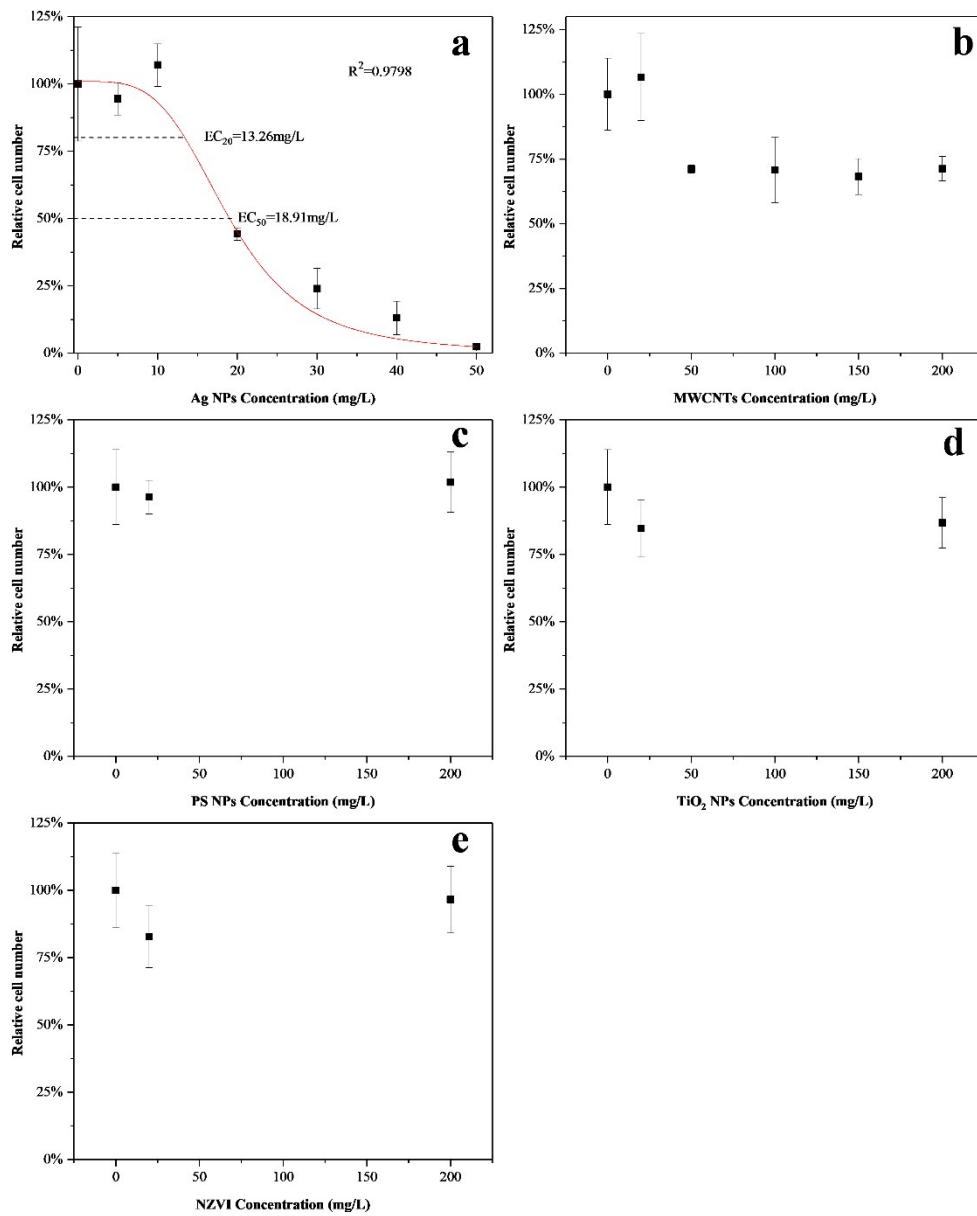 125%
a
R²=0.9798
100%
EC₂₀=13.26mg/L
75%
50%
EC₅₀=18.91mg/L
25%
0%
Relative cell number
0 10 20 30 40 50
Ag NPs Concentration (mg/L)
125%
b
100%
75%
50%
25%
0%
Relative cell number
0 50 100 150 200
MWCNTs Concentration (mg/L)
125%
c
100%
75%
50%
25%
0%
Relative cell number
0 50 100 150 200
PS NPs Concentration (mg/L)
125%
d
100%
75%
50%
25%
0%
Relative cell number
0 50 100 150 200
TiO₂ NPs Concentration (mg/L)
125%
e
100%
75%
50%
25%
0%
Relative cell number
0 50 100 150 200
NZVI Concentration (mg/L)